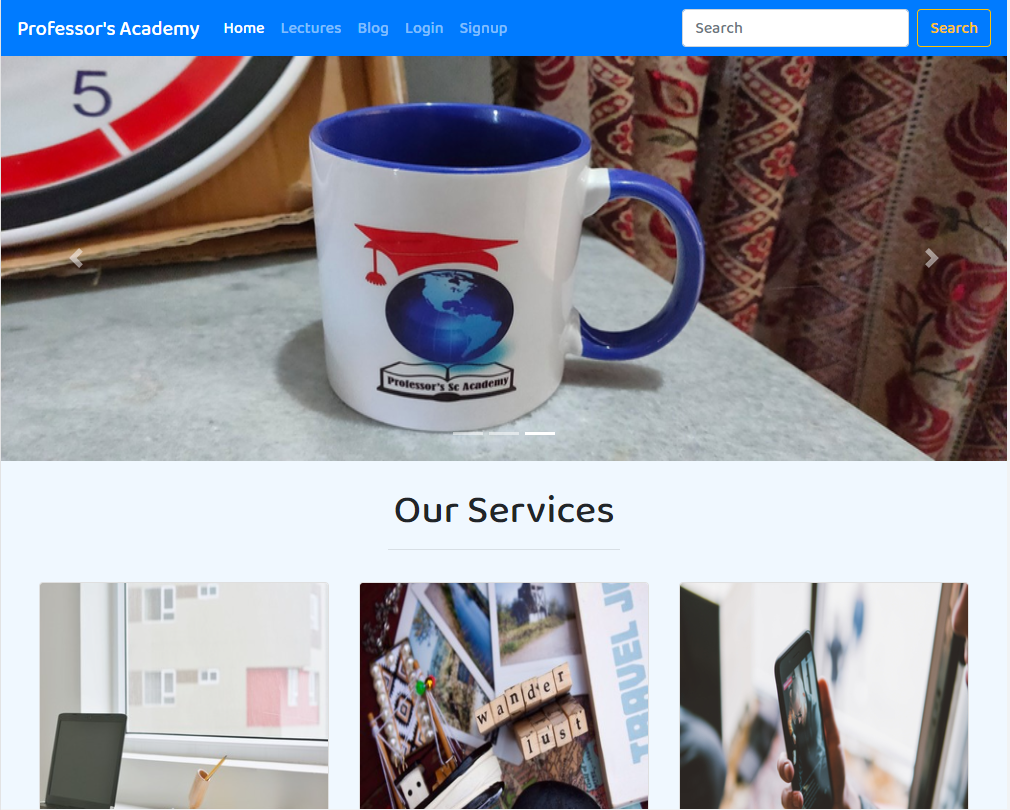 Professor's Academy Home Lectures Blog Login Signup Search Search
5
Professor's Sc Academy
Our Services
wander
lust
TRAVEL J